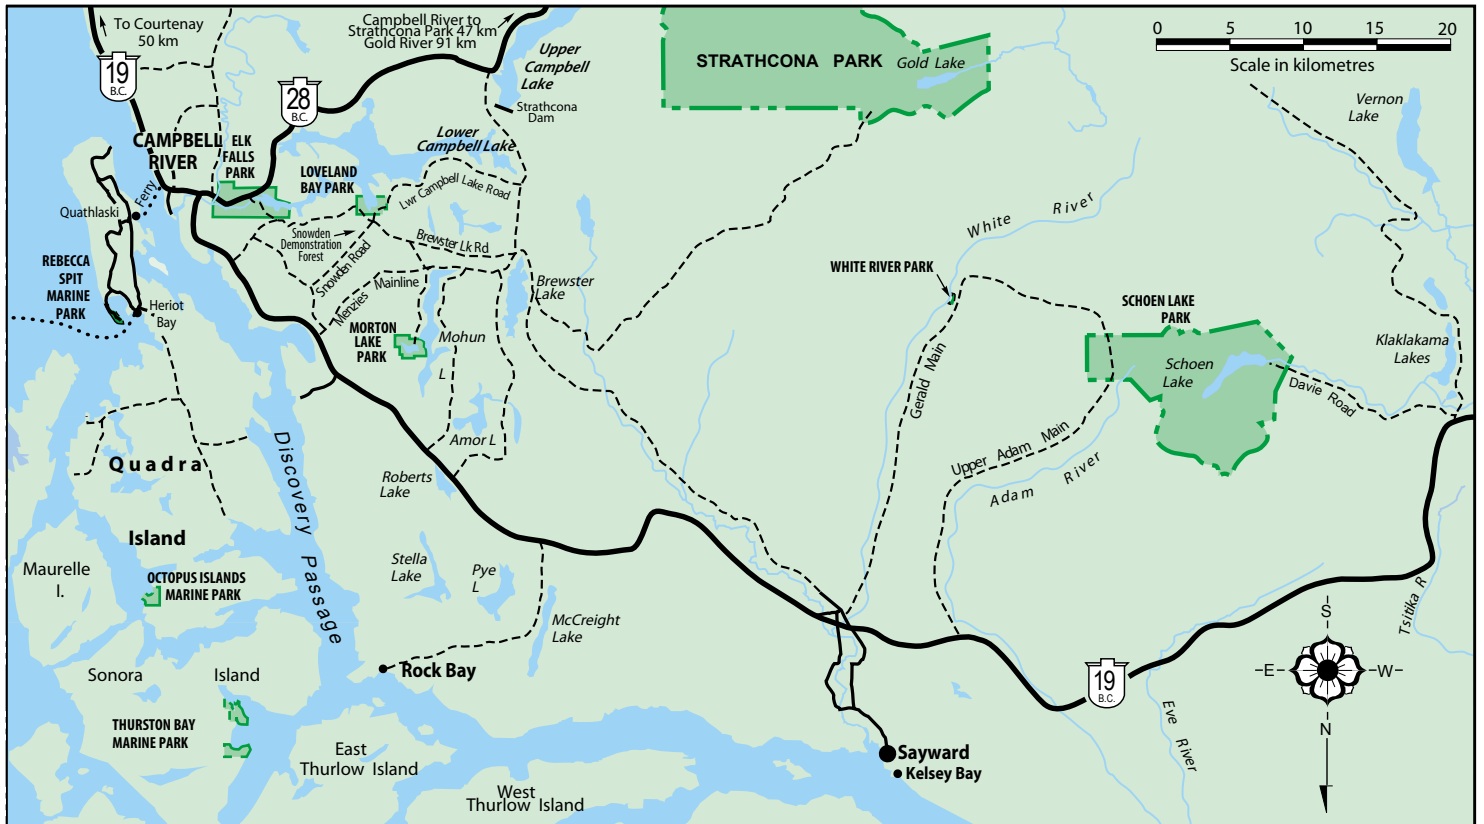 To Courtenay
50 km
19
B.C.
Campbell River to
Strathcona Park 47 km
Gold River 91 km
28
B.C.
Upper
Campbell
Lake
Strathcona
Dam
STRATHCONA PARK
Gold Lake
0 5 10 15 20
Scale in kilometres
Vernon
Lake
CAMPBELL
RIVER
ELK
FALLS
PARK
Lower
Campbell Lake
LOVELAND
BAY PARK
Lwr Campbell Lake Road
Ferry
Quathlaski
Snowden
Demonstration
Forest
Snowden Road
Brewster Lk Rd
White River
REBECCA
SPIT
MARINE
PARK
Heriot
Bay
Menzies Mainline
Brewster
Lake
WHITE RIVER PARK
SCHOEN LAKE
PARK
MORTON
LAKE
PARK
Mohun
L
Klaklakama
Lakes
Schoen
Lake
Davie Road
Gerald Main
Amor L
Upper Adam Main
Adam River
Quadra
Island
Discovery Passage
Roberts
Lake
Stella
Lake
Pye
L
McCreight
Lake
Maurelle
I.
OCTOPUS ISLANDS
MARINE PARK
Tsitika R
Sonora Island
Rock Bay
THURSTON BAY
MARINE PARK
East
Thurlow Island
West
Thurlow Island
Sayward
Kelsey Bay
19
B.C.
Eve River
S
E W
N